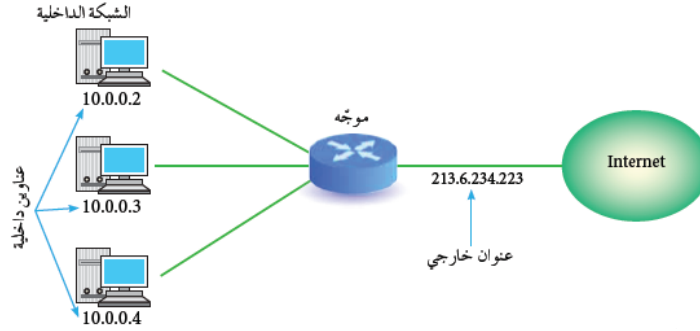 الشبكة الداخلية
10.0.0.2
موجّه
10.0.0.3
عناوين داخلية
10.0.0.4
213.6.234.223
عنوان خارجي
Internet